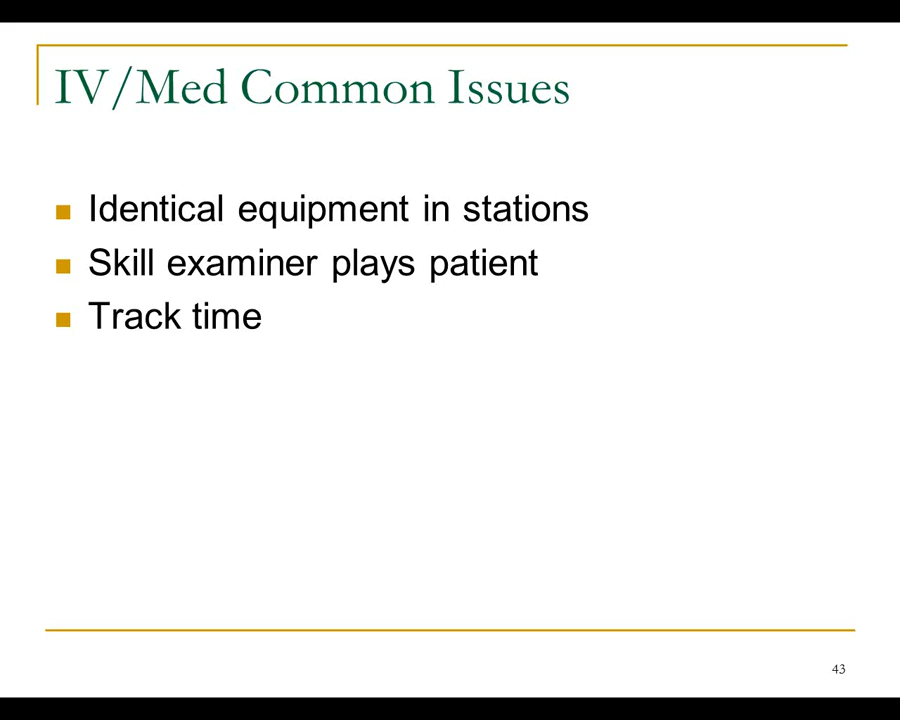 IV/Med Common Issues
Identical equipment in stations
Skill examiner plays patient
Track time
43